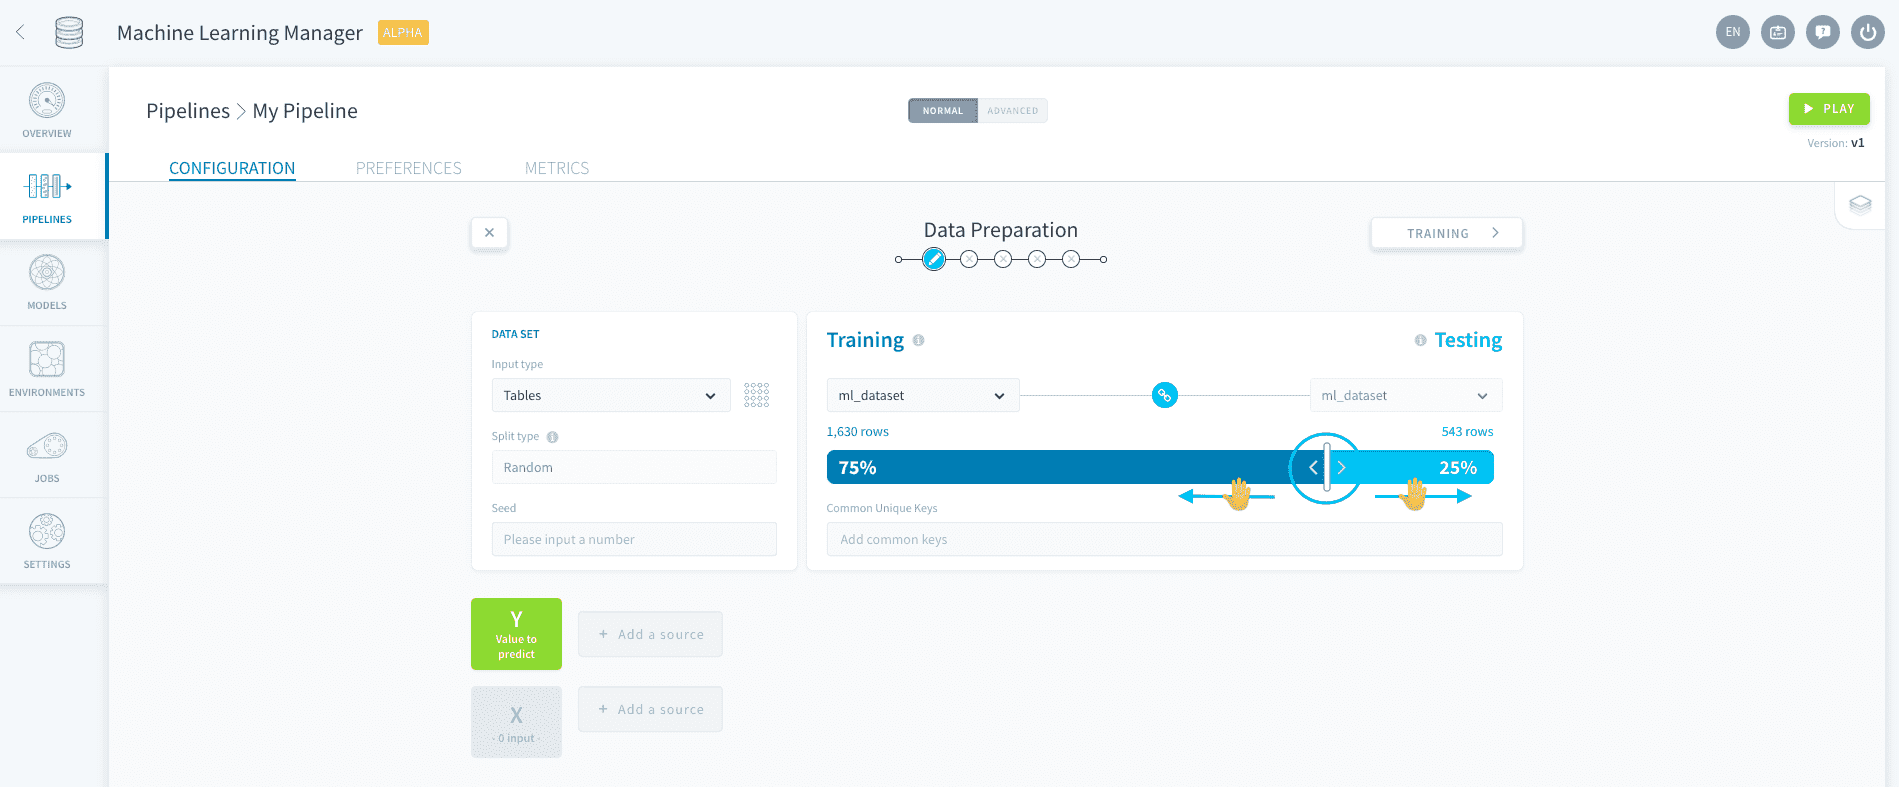 Machine Learning Manager ALPHA
EN
OVERVIEW
PIPELINES
MODELS
ENVIRONMENTS
JOBS
SETTINGS
Pipelines > My Pipeline
NORMAL ADVANCED
PLAY
Version: v1
CONFIGURATION PREFERENCES METRICS
Data Preparation
TRAINING >
DATA SET
Input type
Tables
Split type
Random
Seed
Please input a number
Training
Testing
ml_dataset
ml_dataset
1,630 rows
543 rows
75%
25%
Common Unique Keys
Add common keys
Y
Value to
predict
+ Add a source
X
- 0 input -
+ Add a source